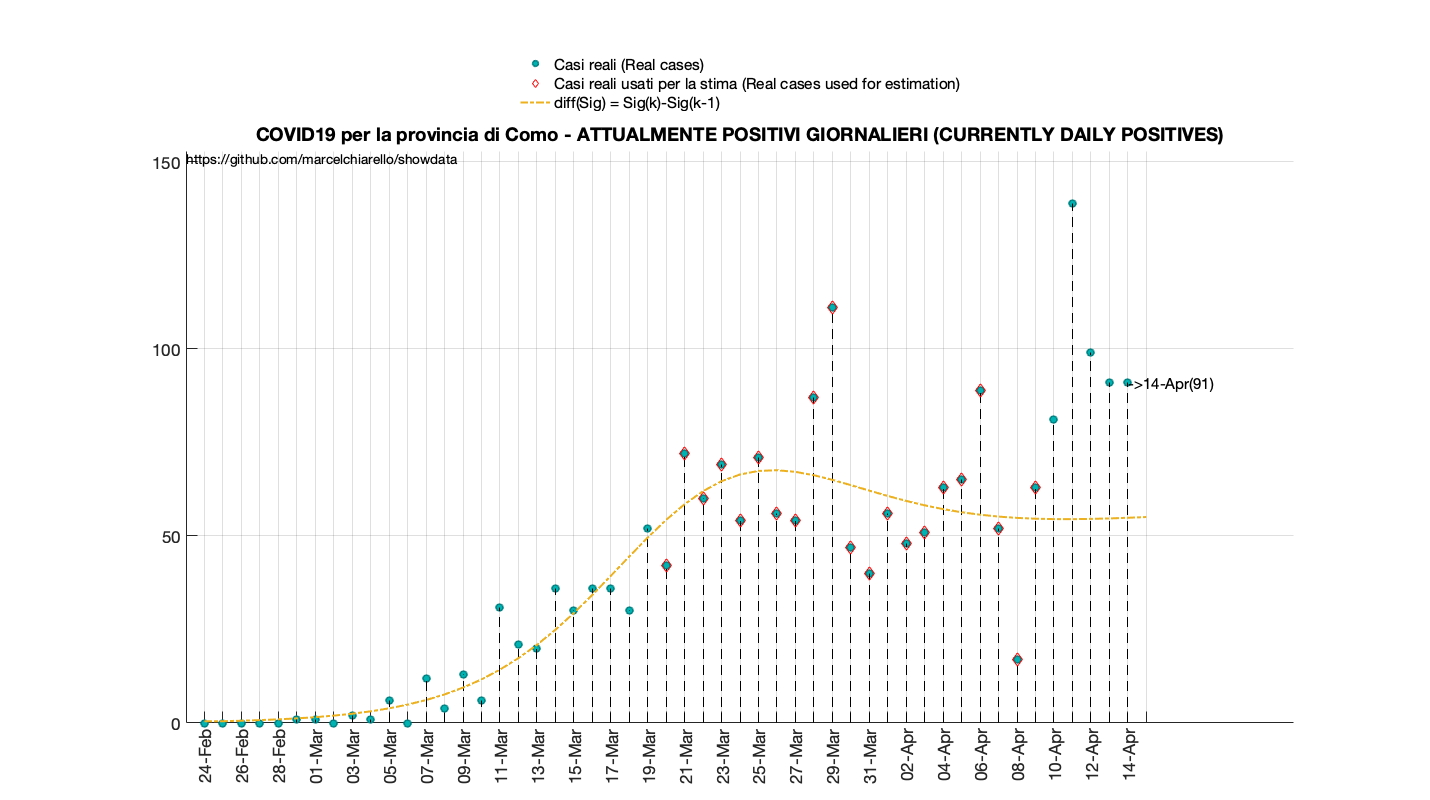 Casi reali (Real cases)
Casi reali usati per la stima (Real cases used for estimation)
diff(Sig) = Sig(k)-Sig(k-1)
COVID19 per la provincia di Como - ATTUALMENTE POSITIVI GIORNALIERI (CURRENTLY DAILY POSITIVES)
https://github.com/marcelchiarello/showdata
150
100
50
0
->14-Apr(91)
24-Feb
26-Feb
28-Feb
01-Mar
03-Mar
05-Mar
07-Mar
09-Mar
11-Mar
13-Mar
15-Mar
17-Mar
19-Mar
21-Mar
23-Mar
25-Mar
27-Mar
29-Mar
31-Mar
02-Apr
04-Apr
06-Apr
08-Apr
10-Apr
12-Apr
14-Apr